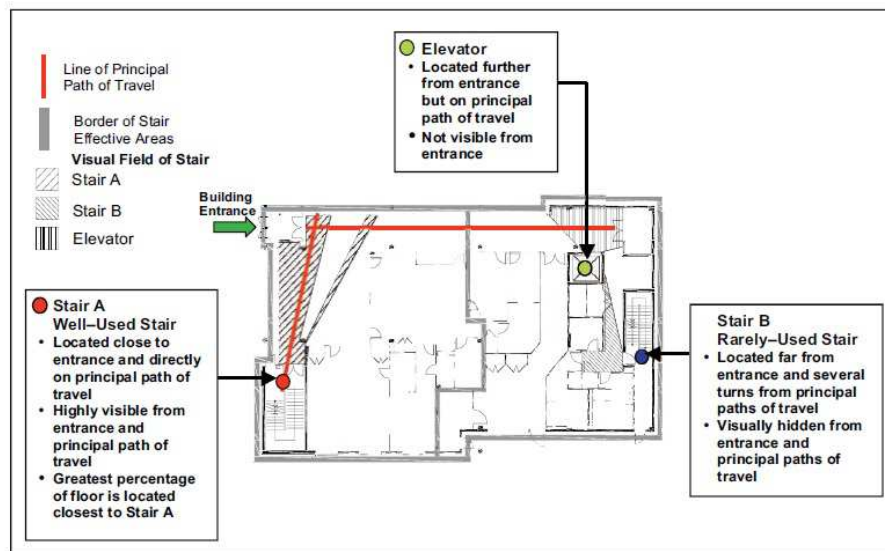 Line of Principal
Path of Travel
Border of Stair
Effective Areas
Visual Field of Stair
Stair A
Stair B
Elevator
Building
Entrance
Elevator
• Located further
from entrance
but on principal
path of travel
• Not visible from
entrance
Stair A
Well–Used Stair
• Located close to
entrance and directly
on principal path of
travel
• Highly visible from
entrance and
principal path of
travel
• Greatest percentage
of floor is located
closest to Stair A
Stair B
Rarely–Used Stair
• Located far from
entrance and several
turns from principal
paths of travel
• Visually hidden from
entrance and
principal paths of
travel